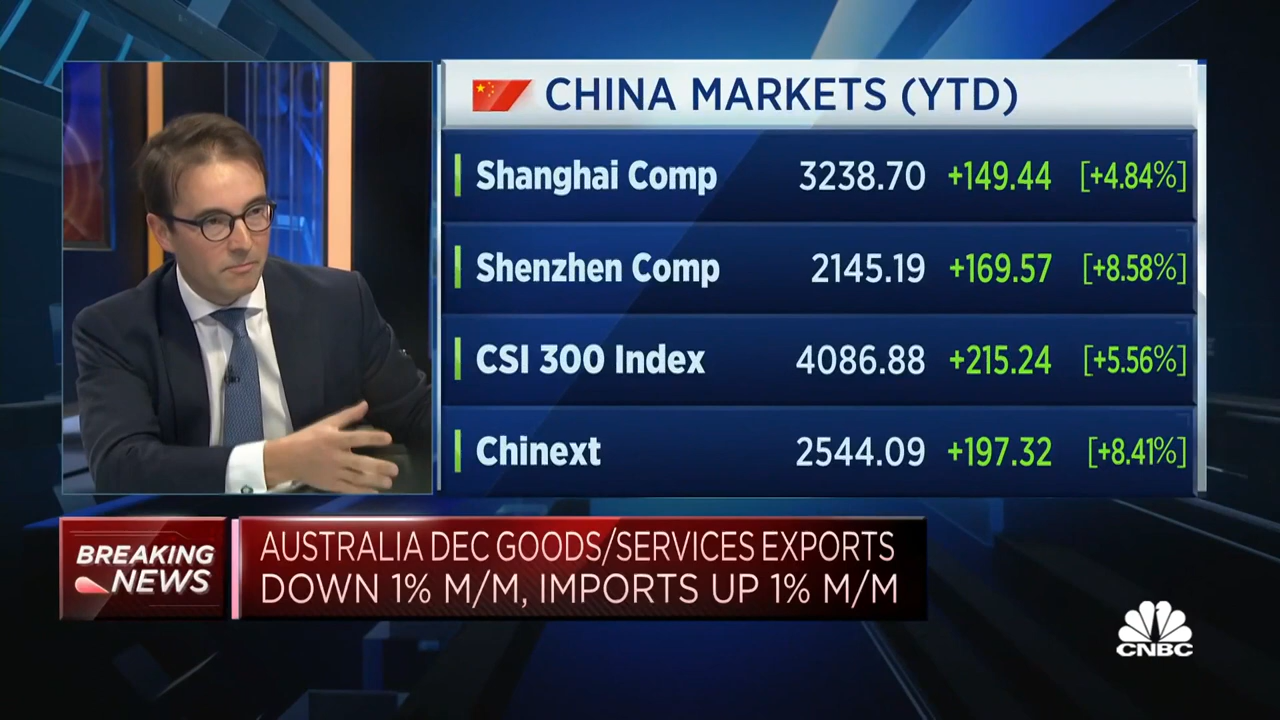 CHINA MARKETS (YTD)
Shanghai Comp 3238.70 +149.44 [+4.84%]
Shenzhen Comp 2145.19 +169.57 [+8.58%]
CSI 300 Index 4086.88 +215.24 [+5.56%]
Chinext 2544.09 +197.32 [+8.41%]
BREAKING
NEWS
AUSTRALIA DEC GOODS/SERVICES EXPORTS
DOWN 1% M/M, IMPORTS UP 1% M/M
CNBC